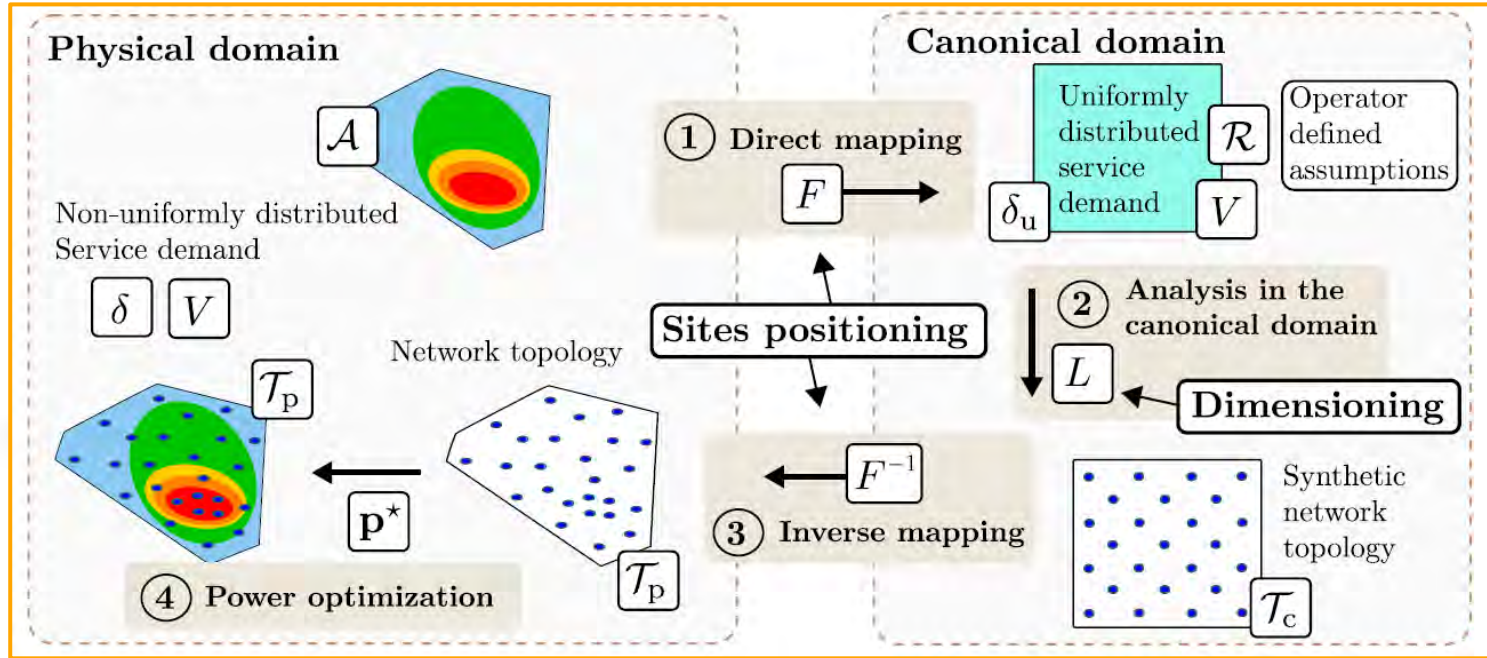 Physical domain
𝒜
Non-uniformly distributed
Service demand
δ
V
Network topology
𝒯p
p⋆
𝒯p
4 Power optimization
1 Direct mapping
F
Sites positioning
F⁻¹
3 Inverse mapping
Canonical domain
Uniformly
distributed
service
demand
δu
ℛ
V
Operator
defined
assumptions
2 Analysis in the
canonical domain
L
Dimensioning
Synthetic
network
topology
𝒯c